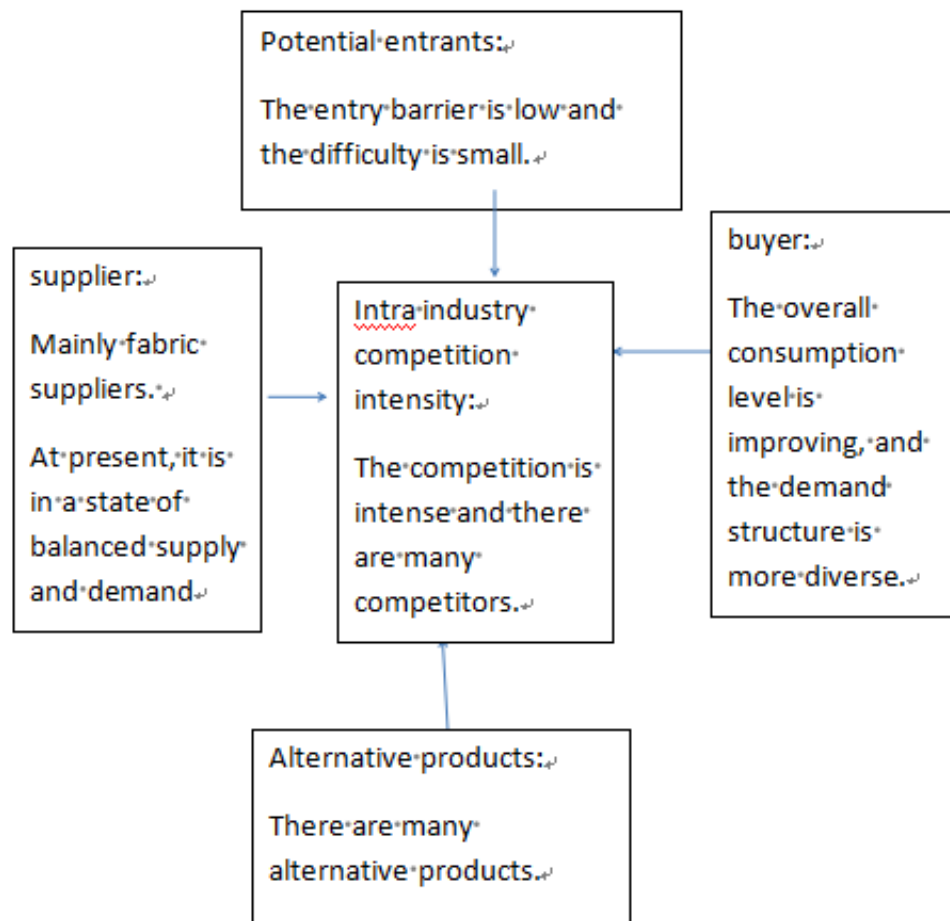 Potential entrants:
The entry barrier is low and
the difficulty is small.
supplier:
Mainly fabric
suppliers.
At present, it is
in a state of
balanced supply
and demand
Intra industry
competition
intensity:
The competition is
intense and there
are many
competitors.
buyer:
The overall
consumption
level is
improving, and
the demand
structure is
more diverse.
Alternative products:
There are many
alternative products.